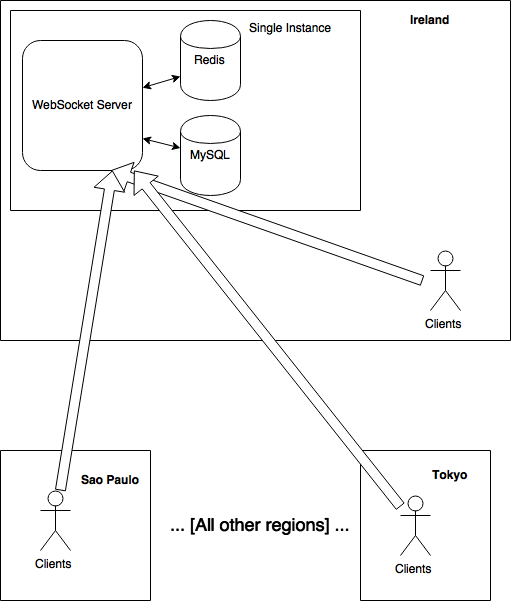 Ireland
Single Instance
Redis
WebSocket Server
MySQL
Clients
Sao Paulo
Clients
... [All other regions] ...
Tokyo
Clients